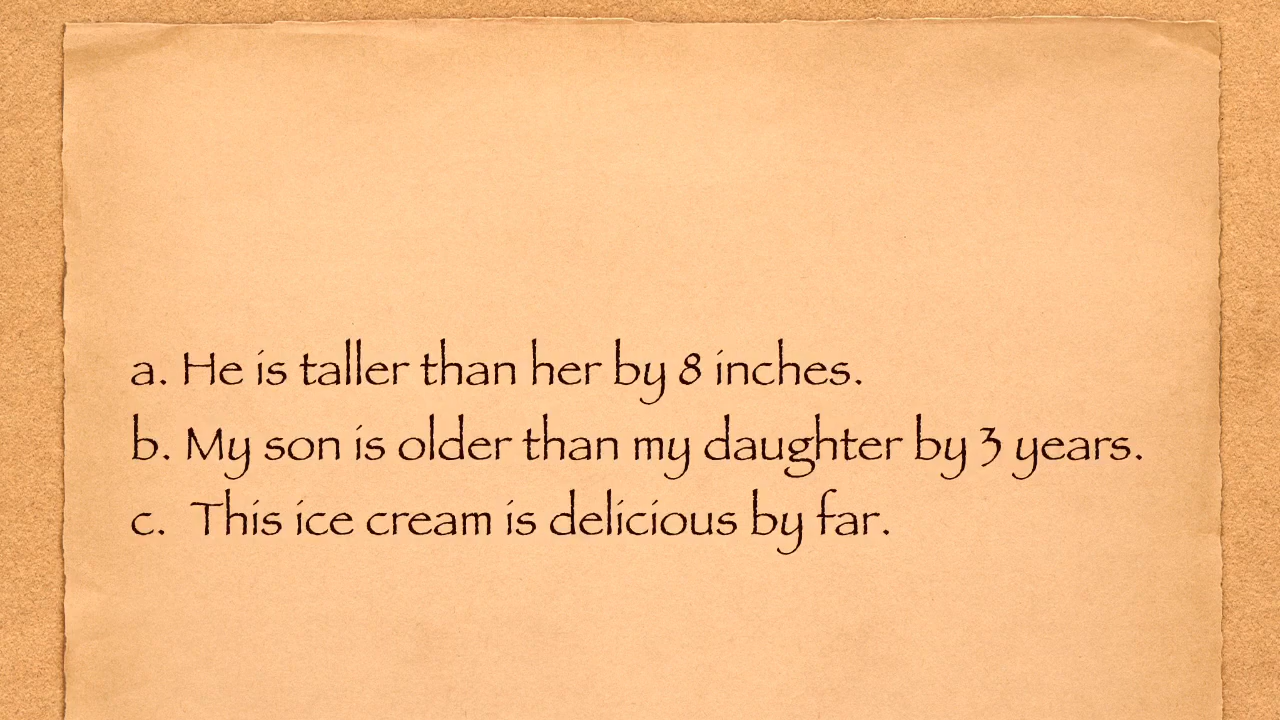 a. He is taller than her by 8 inches.
b. My son is older than my daughter by 3 years.
c. This ice cream is delicious by far.